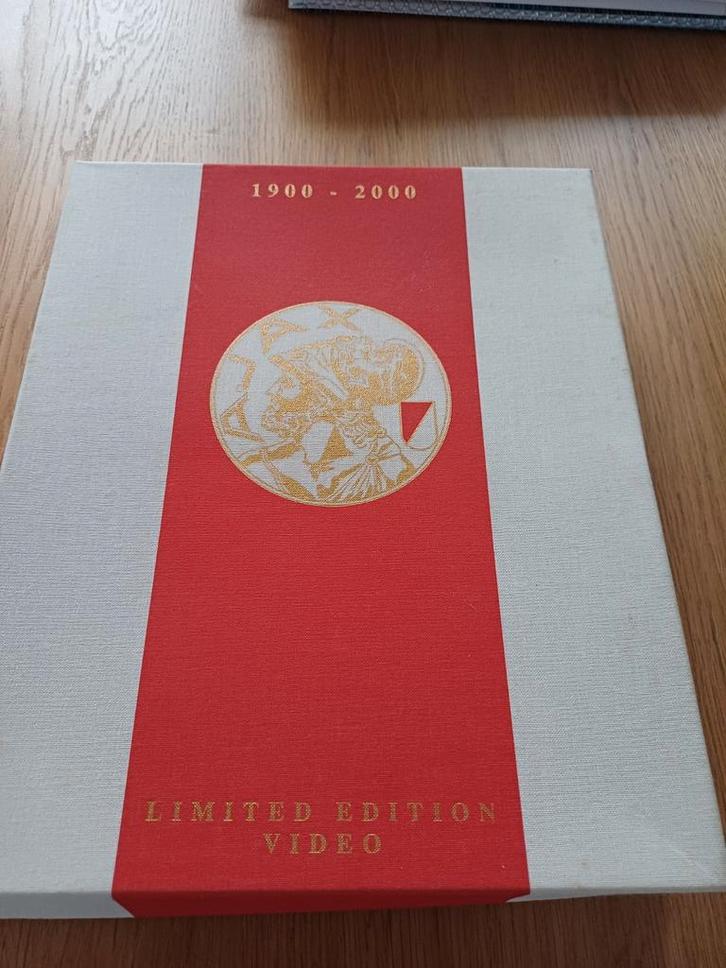 1900 - 2000
AJAX
LIMITED EDITION
VIDEO